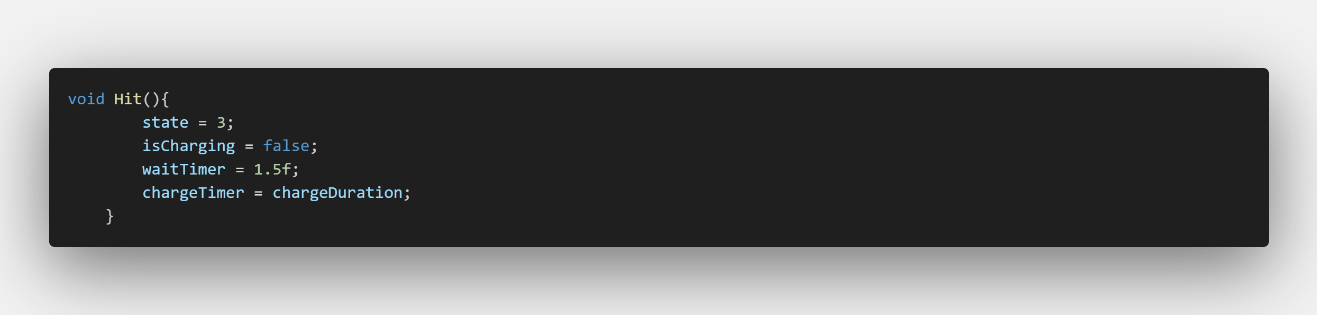 void Hit(){
        state = 3;
        isCharging = false;
        waitTimer = 1.5f;
        chargeTimer = chargeDuration;
    }